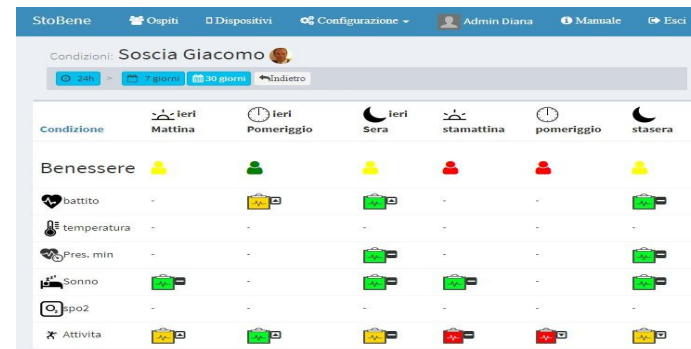 StoBene Ospiti Dispositivi Configurazione Admin Diana Manuale Esci
Condizioni: Soscia Giacomo
24h > 7 giorni 30 giorni Indietro
Condizione ieri Mattina ieri Pomeriggio ieri Sera stamattina pomeriggio stasera
Benessere
battito - -  -
temperatura - - - - - -
Pres. min - - - -
Sonno - -
O₂ spo2 - - - - - -
Attivita